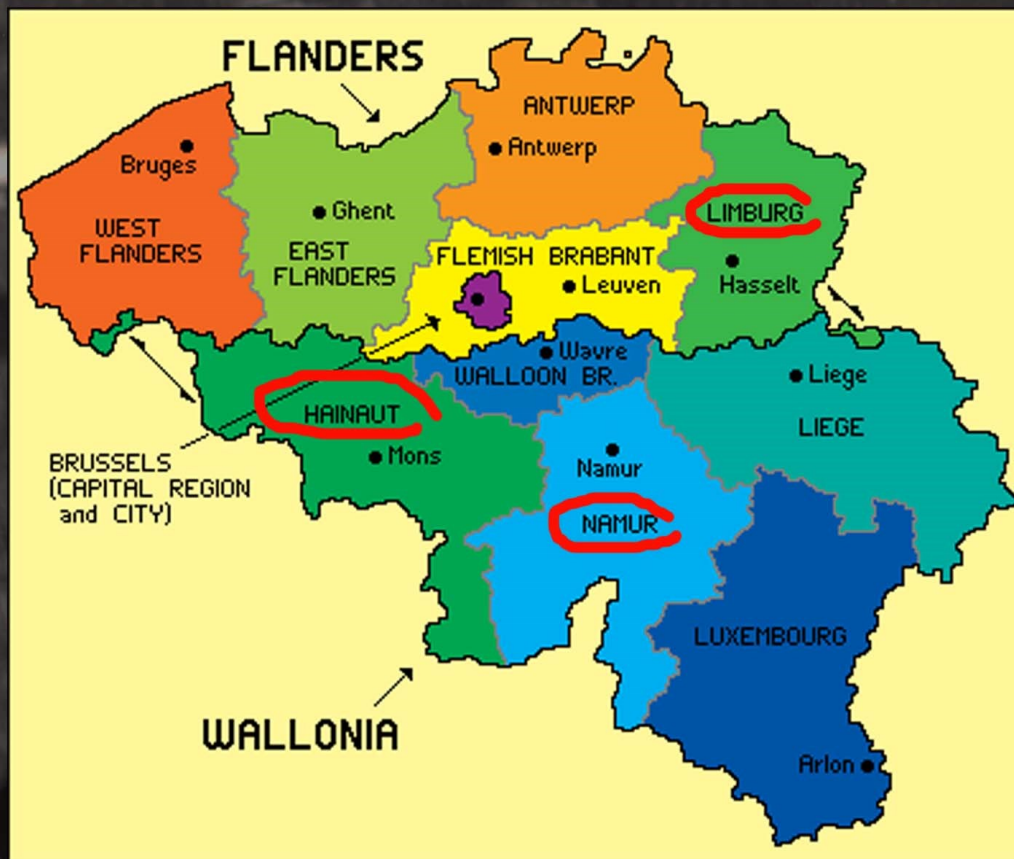 FLANDERS
ANTWERP
Antwerp
Bruges
WEST
FLANDERS
Ghent
EAST
FLANDERS
LIMBURG
Hasselt
FLEMISH BRABANT
Leuven
Wavre
WALLOON BR.
Liege
LIEGE
HAINAUT
Mons
BRUSSELS
(CAPITAL REGION
and CITY)
Namur
NAMUR
LUXEMBOURG
WALLONIA
Arlon